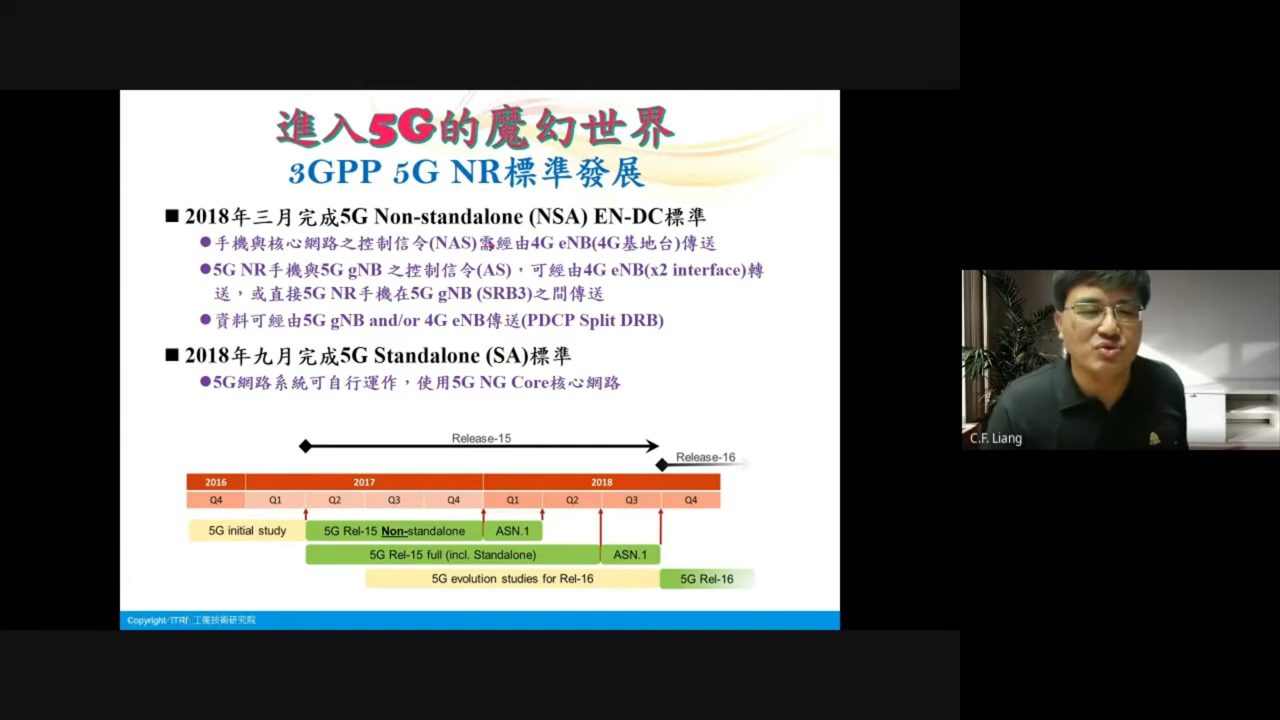 進入5G的魔幻世界
3GPP 5G NR標準發展
■ 2018年三月完成5G Non-standalone (NSA) EN-DC標準
●手機與核心網路之控制信令(NAS)需經由4G eNB(4G基地台)傳送
●5G NR手機與5G gNB 之控制信令(AS)，可經由4G eNB(x2 interface)轉
送，或直接5G NR手機在5G gNB (SRB3)之間傳送
●資料可經由5G gNB and/or 4G eNB傳送(PDCP Split DRB)
■ 2018年九月完成5G Standalone (SA)標準
●5G網路系統可自行運作，使用5G NG Core核心網路
Release-15
Release-16
2016 2017 2018
Q4 Q1 Q2 Q3 Q4 Q1 Q2 Q3 Q4
5G initial study 5G Rel-15 Non-standalone ASN.1
5G Rel-15 full (incl. Standalone) ASN.1
5G evolution studies for Rel-16 5G Rel-16
Copyright ITRI 工業技術研究院
C.F. Liang